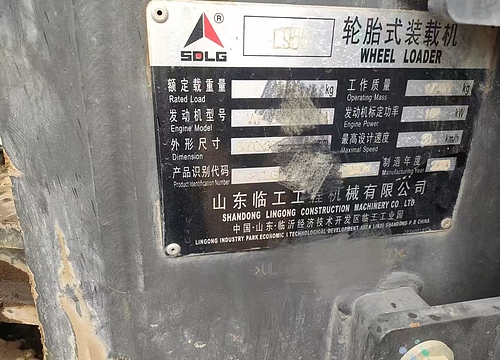 SDLG ®
轮胎式装载机
WHEEL LOADER
额定载重量 kg
Rated Load
工作质量 kg
Operating Mass
发动机型号
Engine Model
发动机标定功率 kW
Engine Power
外形尺寸
Dimension
最高设计速度 km/h
Maximal Speed
产品识别代码
Product Identification Number
制造年度
Manufacturing Year
山东临工工程机械有限公司
SHANDONG LINGONG CONSTRUCTION MACHINERY CO. LTD
中国·山东·临沂经济技术开发区临工工业园
LINGONG INDUSTRY PARK ECONOMIC & TECHNOLOGICAL DEVELOPMENT AREA LINYI SHANDONG P R CHINA